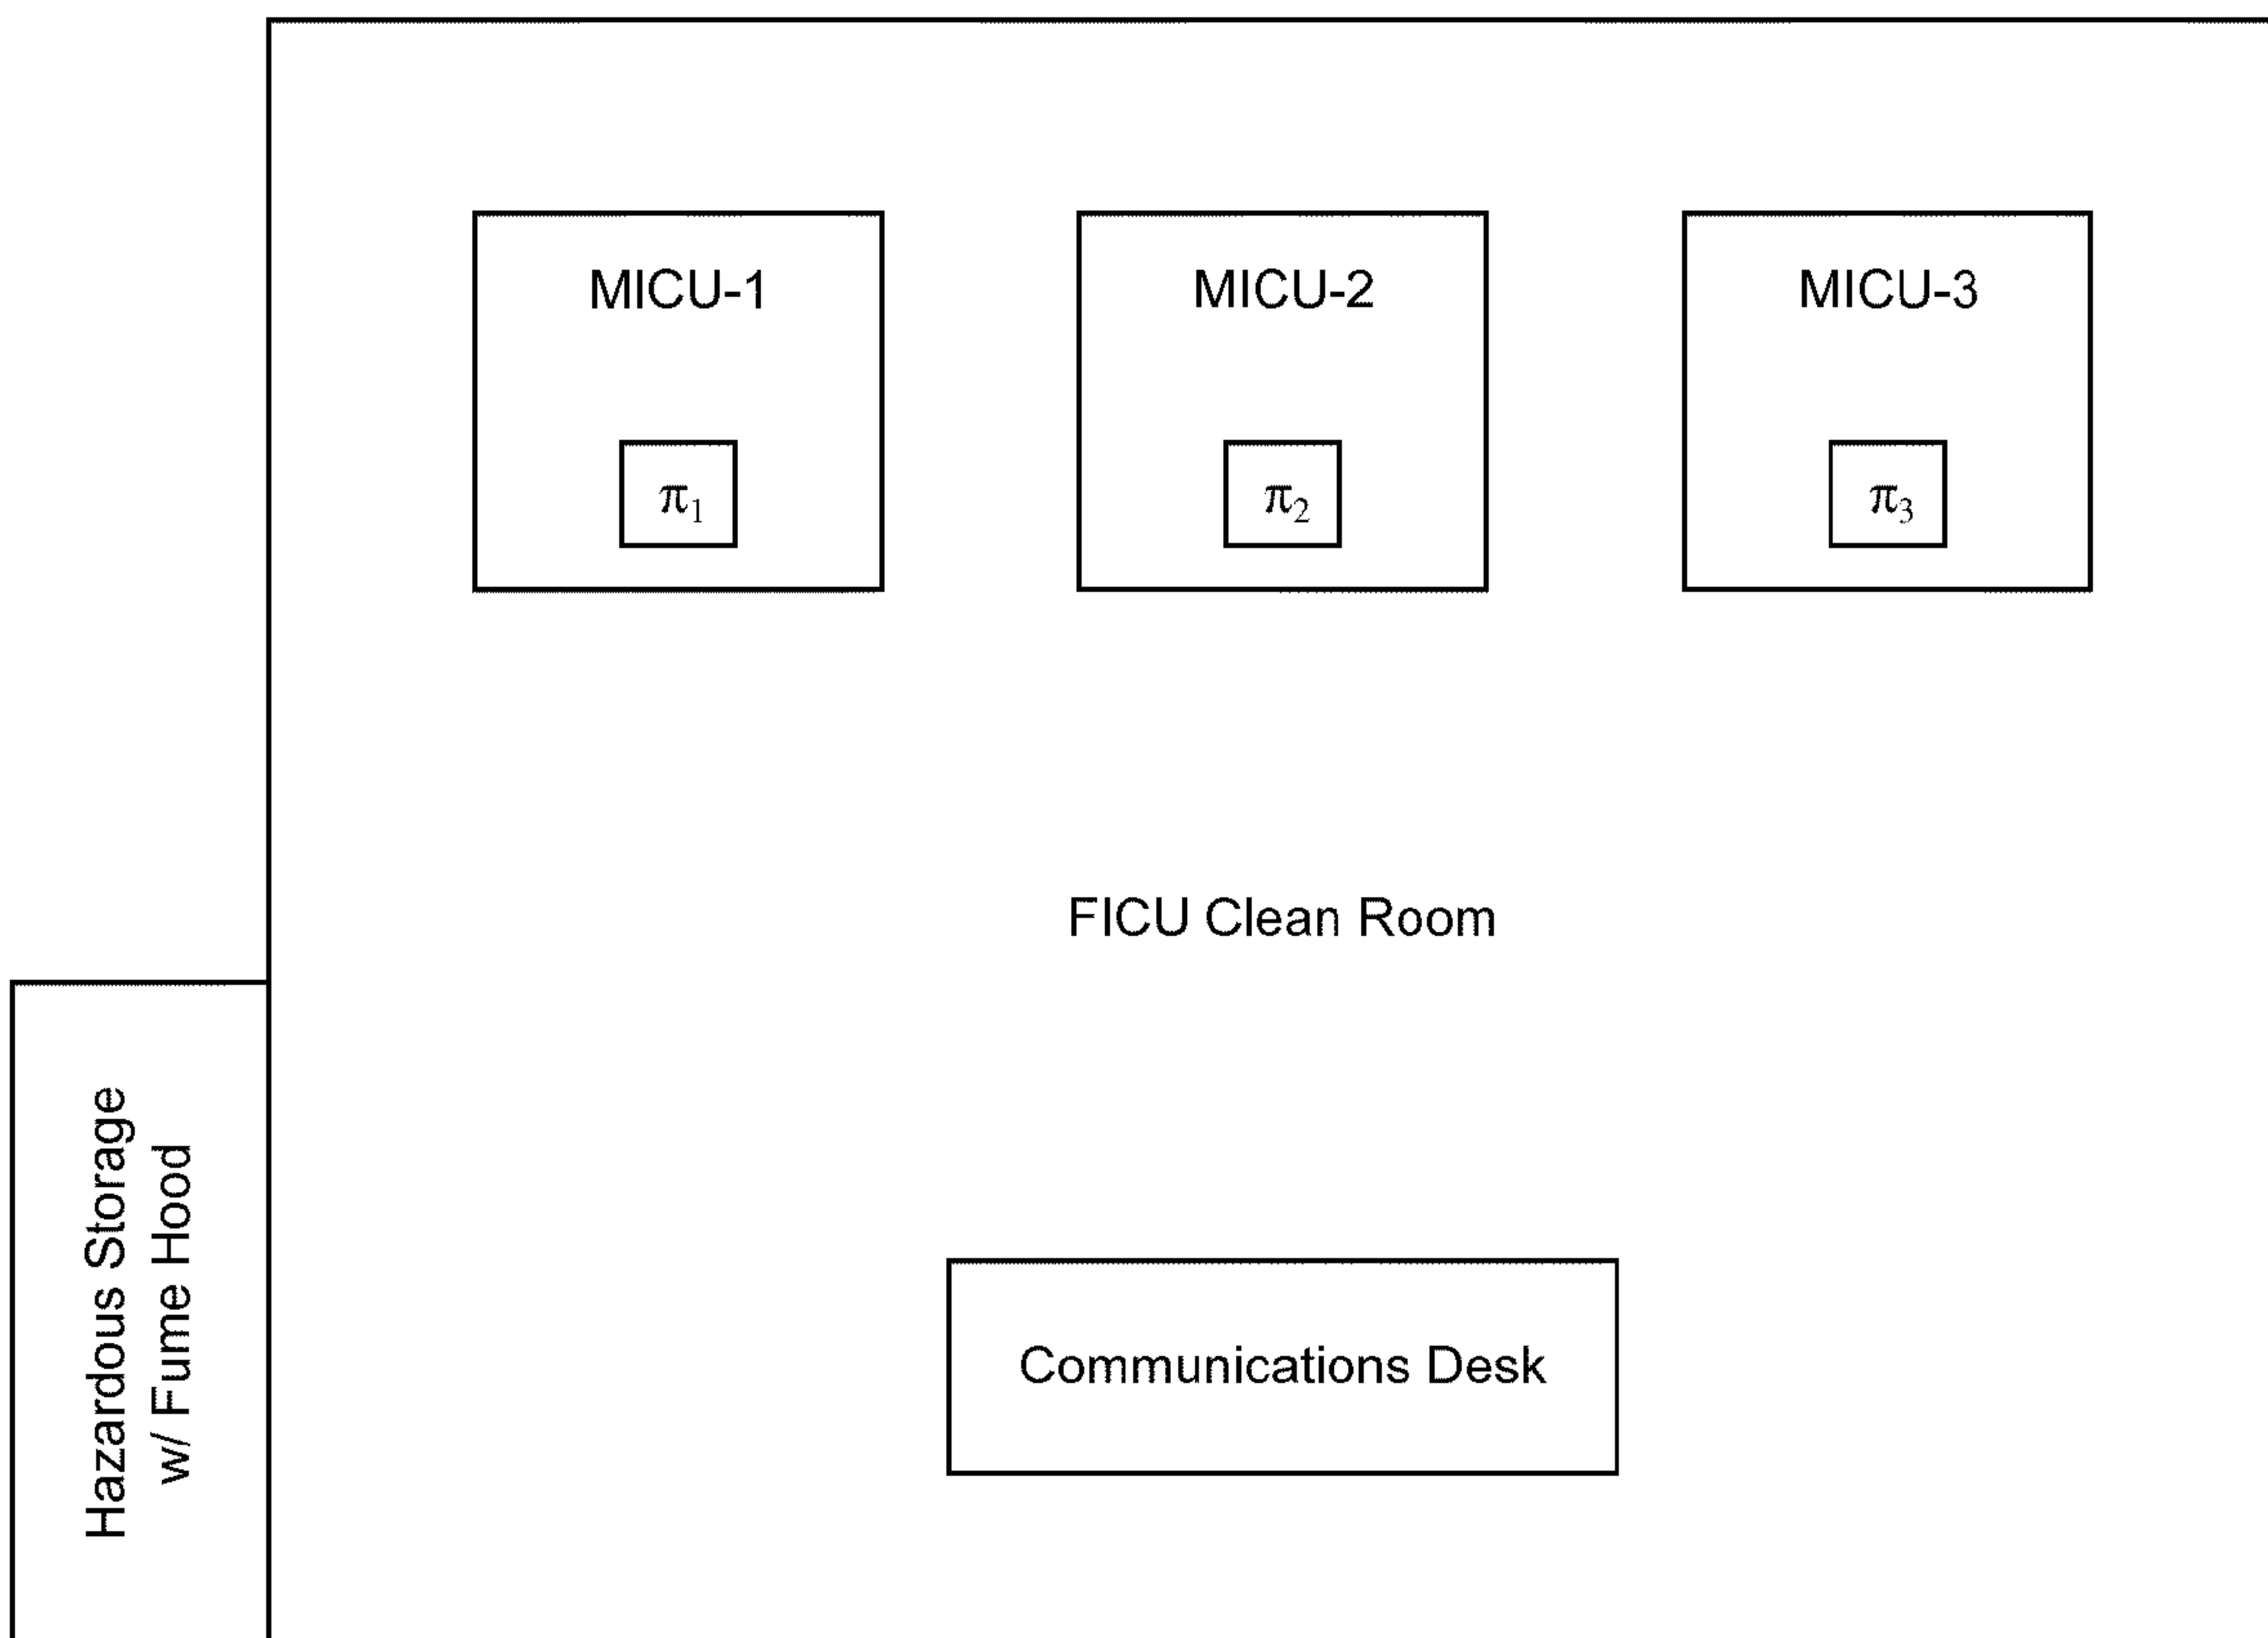 MICU-1
MICU-2
MICU-3
π₁
π₂
π₃
FICU Clean Room
Hazardous Storage
w/ Fume Hood
Communications Desk